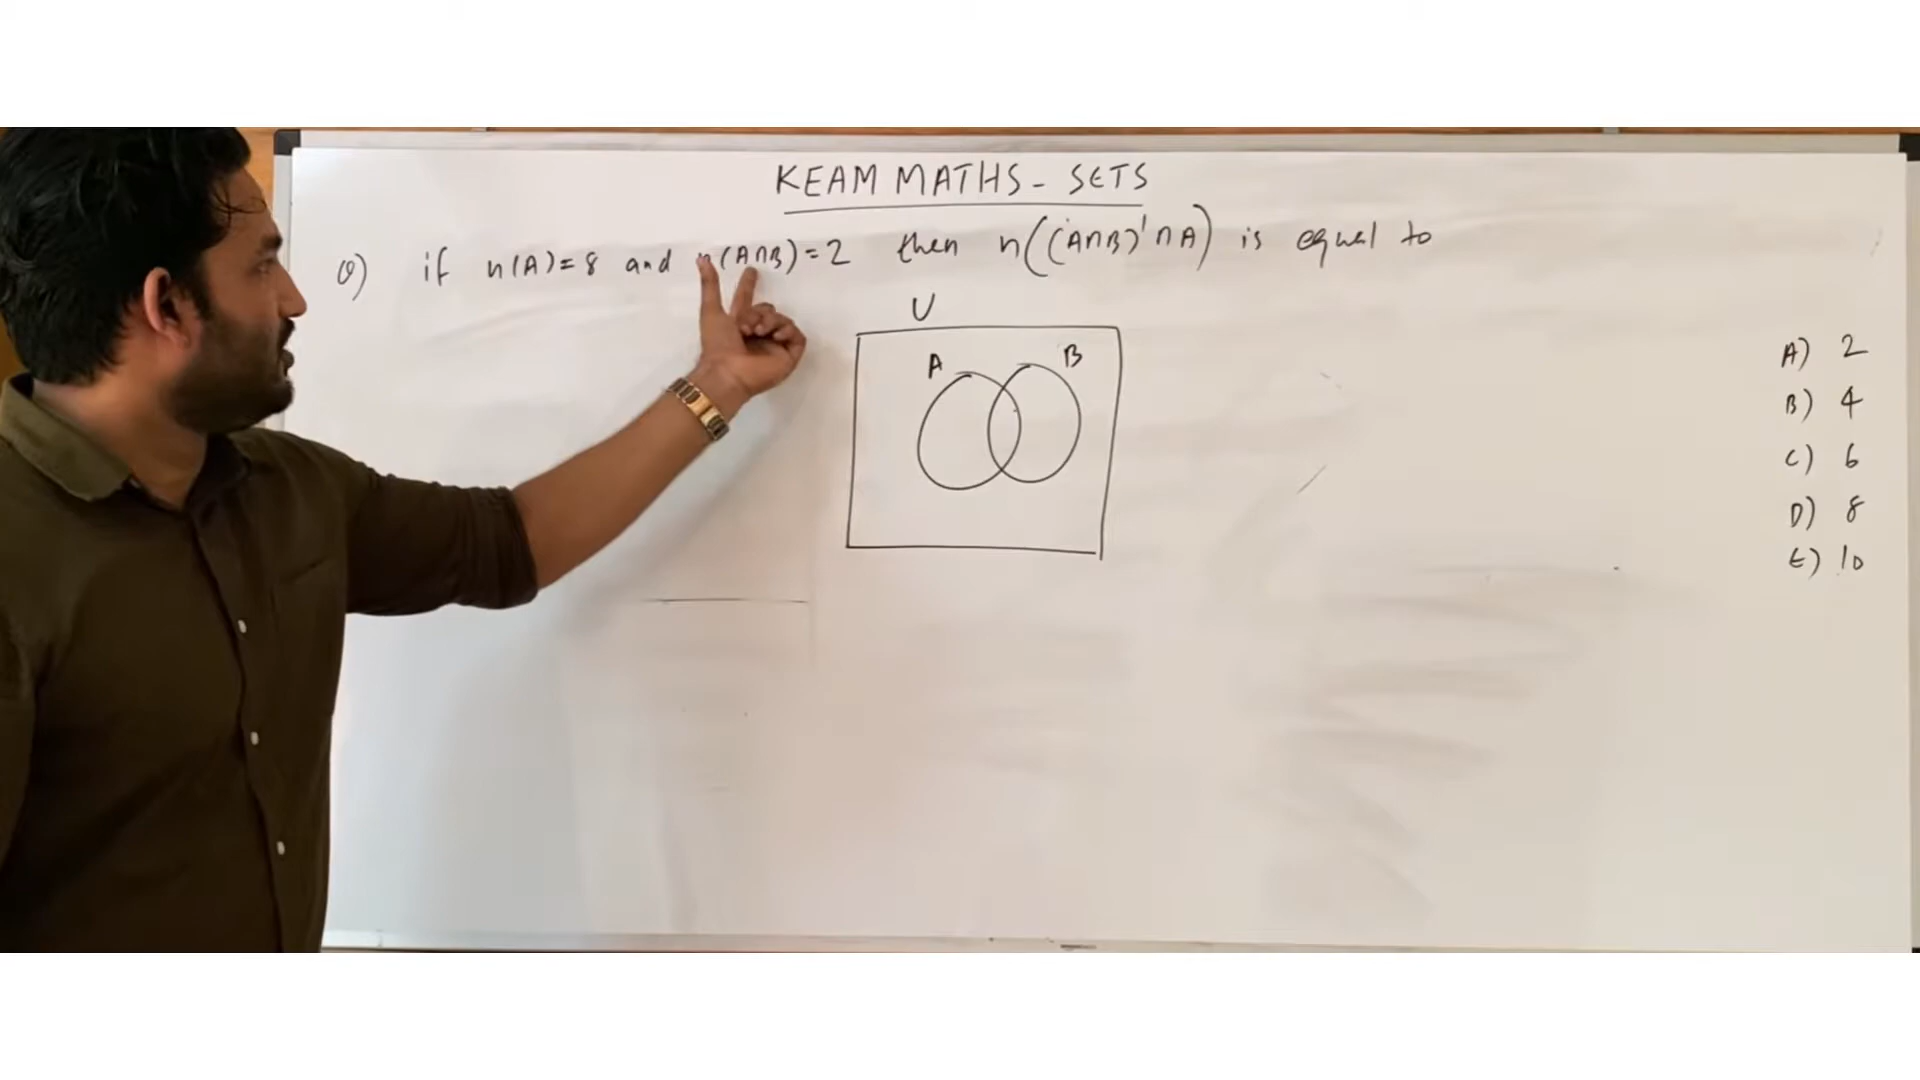 KEAM MATHS - SETS
Q) if n(A)=8 and n(A∩B)=2 then n((A∩B)'∩A) is equal to
U
A B
A) 2
B) 4
C) 6
D) 8
E) 10